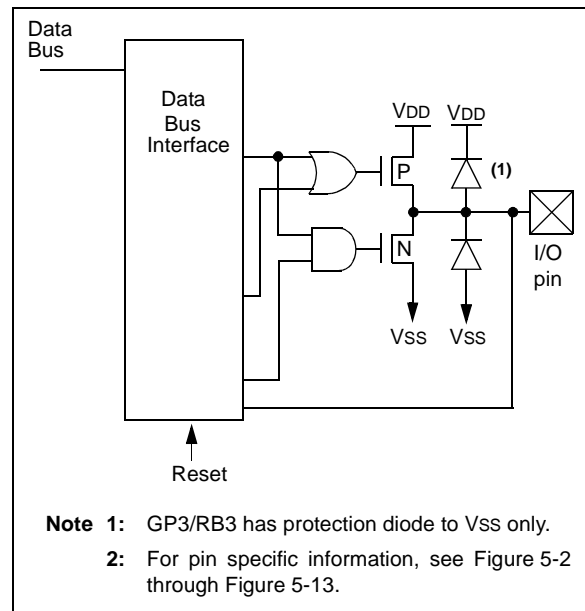 Data
Bus
Data
Bus
Interface
VDD
VDD
(1)
P
N
I/O
pin
VSS
VSS
Reset
Note 1: GP3/RB3 has protection diode to VSS only.
2: For pin specific information, see Figure 5-2
through Figure 5-13.